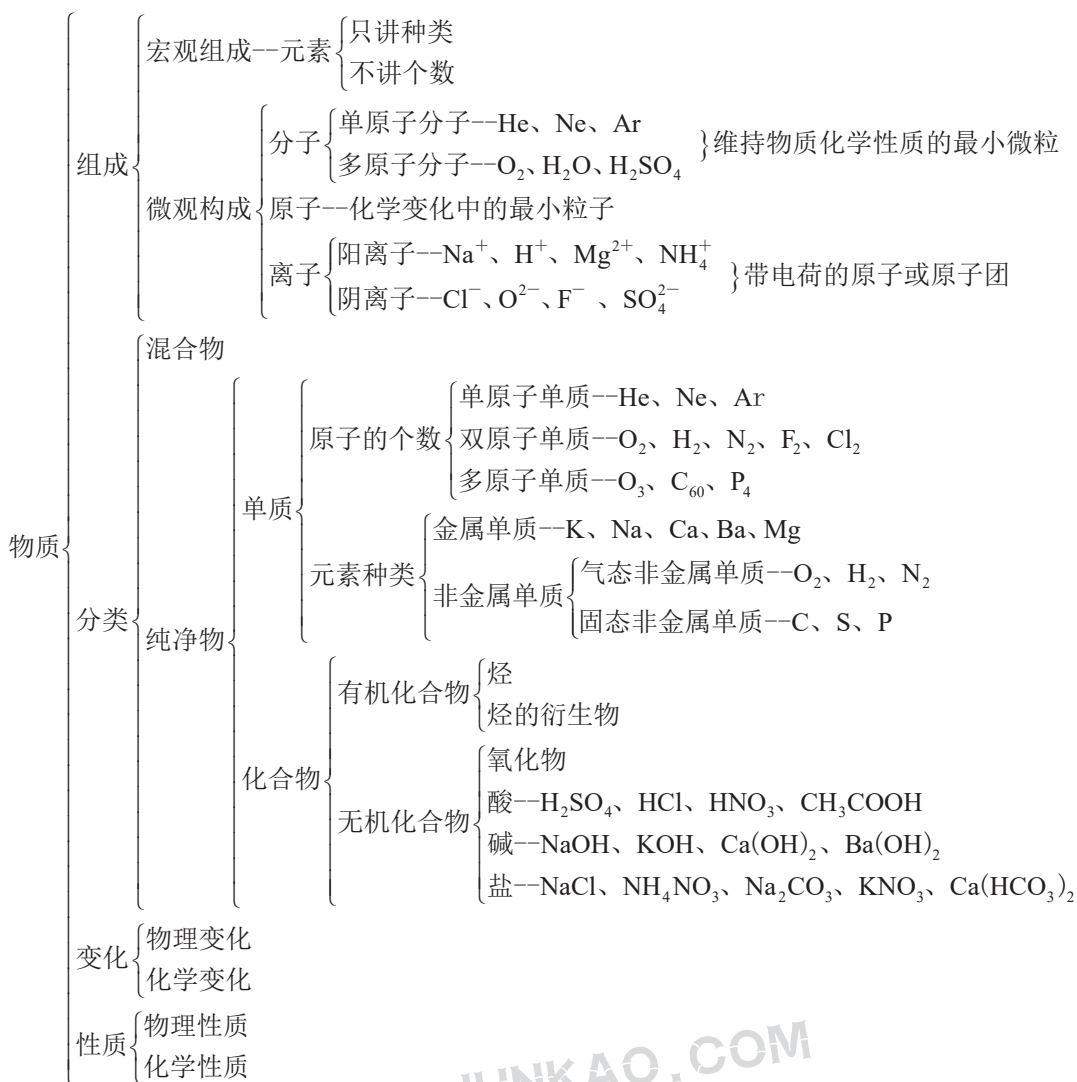 只讲种类
宏观组成--元素
不讲个数
单原子分子--He、Ne、Ar
分子
多原子分子--O₂、H₂O、H₂SO₄
}维持物质化学性质的最小微粒
组成
微观构成
原子--化学变化中的最小粒子
阳离子--Na⁺、H⁺、Mg²⁺、NH₄⁺
离子
阴离子--Cl⁻、O²⁻、F⁻、SO₄²⁻
}带电荷的原子或原子团
混合物
单原子单质--He、Ne、Ar
原子的个数
双原子单质--O₂、H₂、N₂、F₂、Cl₂
多原子单质--O₃、C₆₀、P₄
单质
物质
金属单质--K、Na、Ca、Ba、Mg
元素种类
气态非金属单质--O₂、H₂、N₂
非金属单质
固态非金属单质--C、S、P
分类
纯净物
烃
有机化合物
烃的衍生物
化合物
氧化物
酸--H₂SO₄、HCl、HNO₃、CH₃COOH
无机化合物
碱--NaOH、KOH、Ca(OH)₂、Ba(OH)₂
盐--NaCl、NH₄NO₃、Na₂CO₃、KNO₃、Ca(HCO₃)₂
物理变化
变化
化学变化
物理性质
性质
化学性质
UNKAO.COM